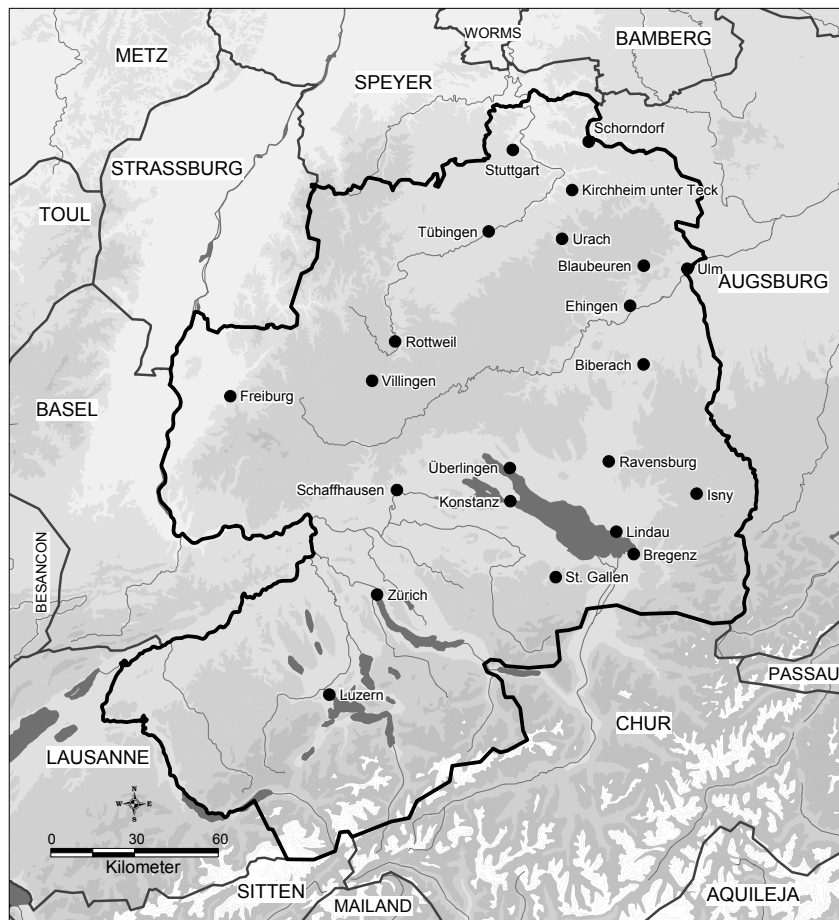 WORMS
BAMBERG
METZ
SPEYER
Schorndorf
STRASSBURG
Stuttgart
Kirchheim unter Teck
TOUL
Tübingen
Urach
Blaubeuren
Ulm
AUGSBURG
Ehingen
Rottweil
Biberach
Villingen
Freiburg
BASEL
Überlingen
Ravensburg
Schaffhausen
Konstanz
Isny
Lindau
Bregenz
BESANCON
St. Gallen
Zürich
PASSAU
Luzern
CHUR
LAUSANNE
N
W E
S
0 30 60
Kilometer
SITTEN
MAILAND
AQUILEJA